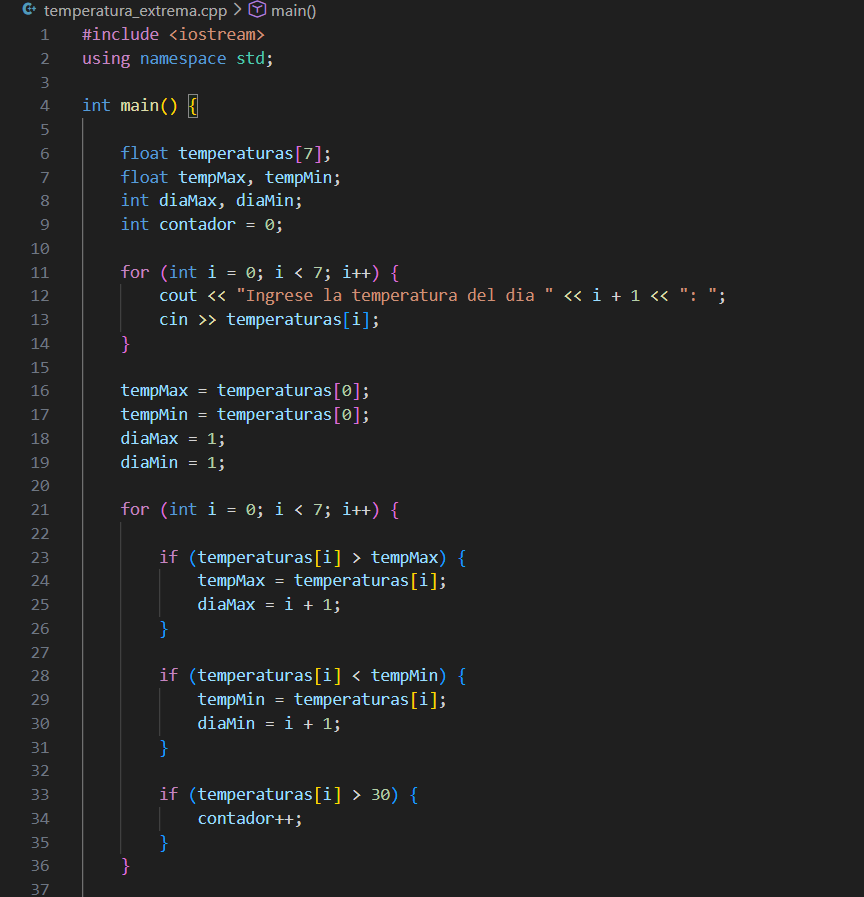 temperatura_extrema.cpp > main()
1 #include <iostream>
2 using namespace std;
3
4 int main() {
5
6 float temperaturas[7];
7 float tempMax, tempMin;
8 int diaMax, diaMin;
9 int contador = 0;
10
11 for (int i = 0; i < 7; i++) {
12 cout << "Ingrese la temperatura del dia " << i + 1 << ": ";
13 cin >> temperaturas[i];
14 }
15
16 tempMax = temperaturas[0];
17 tempMin = temperaturas[0];
18 diaMax = 1;
19 diaMin = 1;
20
21 for (int i = 0; i < 7; i++) {
22
23 if (temperaturas[i] > tempMax) {
24 tempMax = temperaturas[i];
25 diaMax = i + 1;
26 }
27
28 if (temperaturas[i] < tempMin) {
29 tempMin = temperaturas[i];
30 diaMin = i + 1;
31 }
32
33 if (temperaturas[i] > 30) {
34 contador++;
35 }
36 }
37